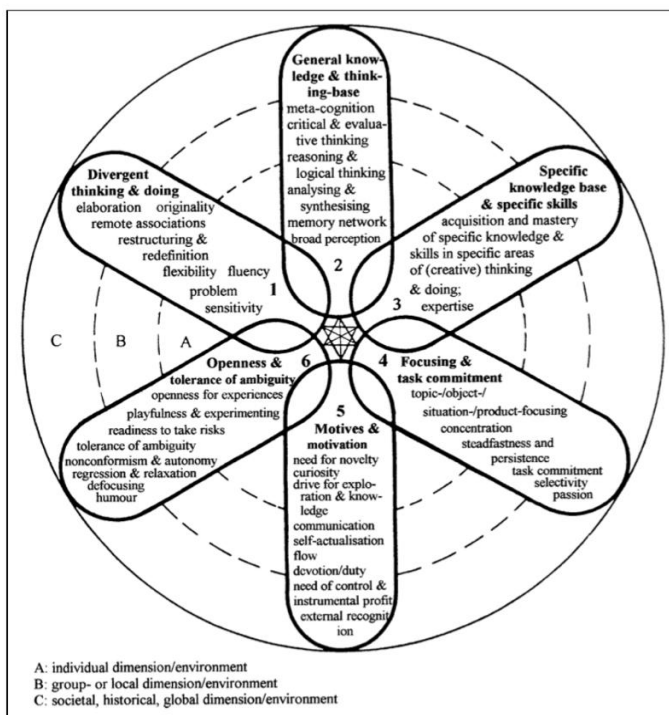 General know-
ledge & think-
ing-base
meta-cognition
critical & evalua-
tive thinking
reasoning &
logical thinking
analysing &
synthesising
memory network
broad perception
2
Divergent
thinking & doing
elaboration originality
remote associations
restructuring &
redefinition
flexibility fluency
problem
sensitivity
1
Specific
knowledge base
& specific skills
acquisition and mastery
of specific knowledge &
skills in specific areas
of (creative) thinking
& doing;
expertise
3
C
B
A
Openness &
tolerance of ambiguity
openness for experiences
playfulness & experimenting
readiness to take risks
tolerance of ambiguity
nonconformism & autonomy
regression & relaxation
defocusing
humour
6
4
Focusing &
task commitment
topic-/object-/
situation-/product-focusing
concentration
steadfastness and
persistence
task commitment
selectivity
passion
5
Motives &
motivation
need for novelty
curiosity
drive for explo-
ration & know-
ledge
communication
self-actualisation
flow
devotion/duty
need of control &
instrumental profit
external recognit
ion
A: individual dimension/environment
B: group- or local dimension/environment
C: societal, historical, global dimension/environment